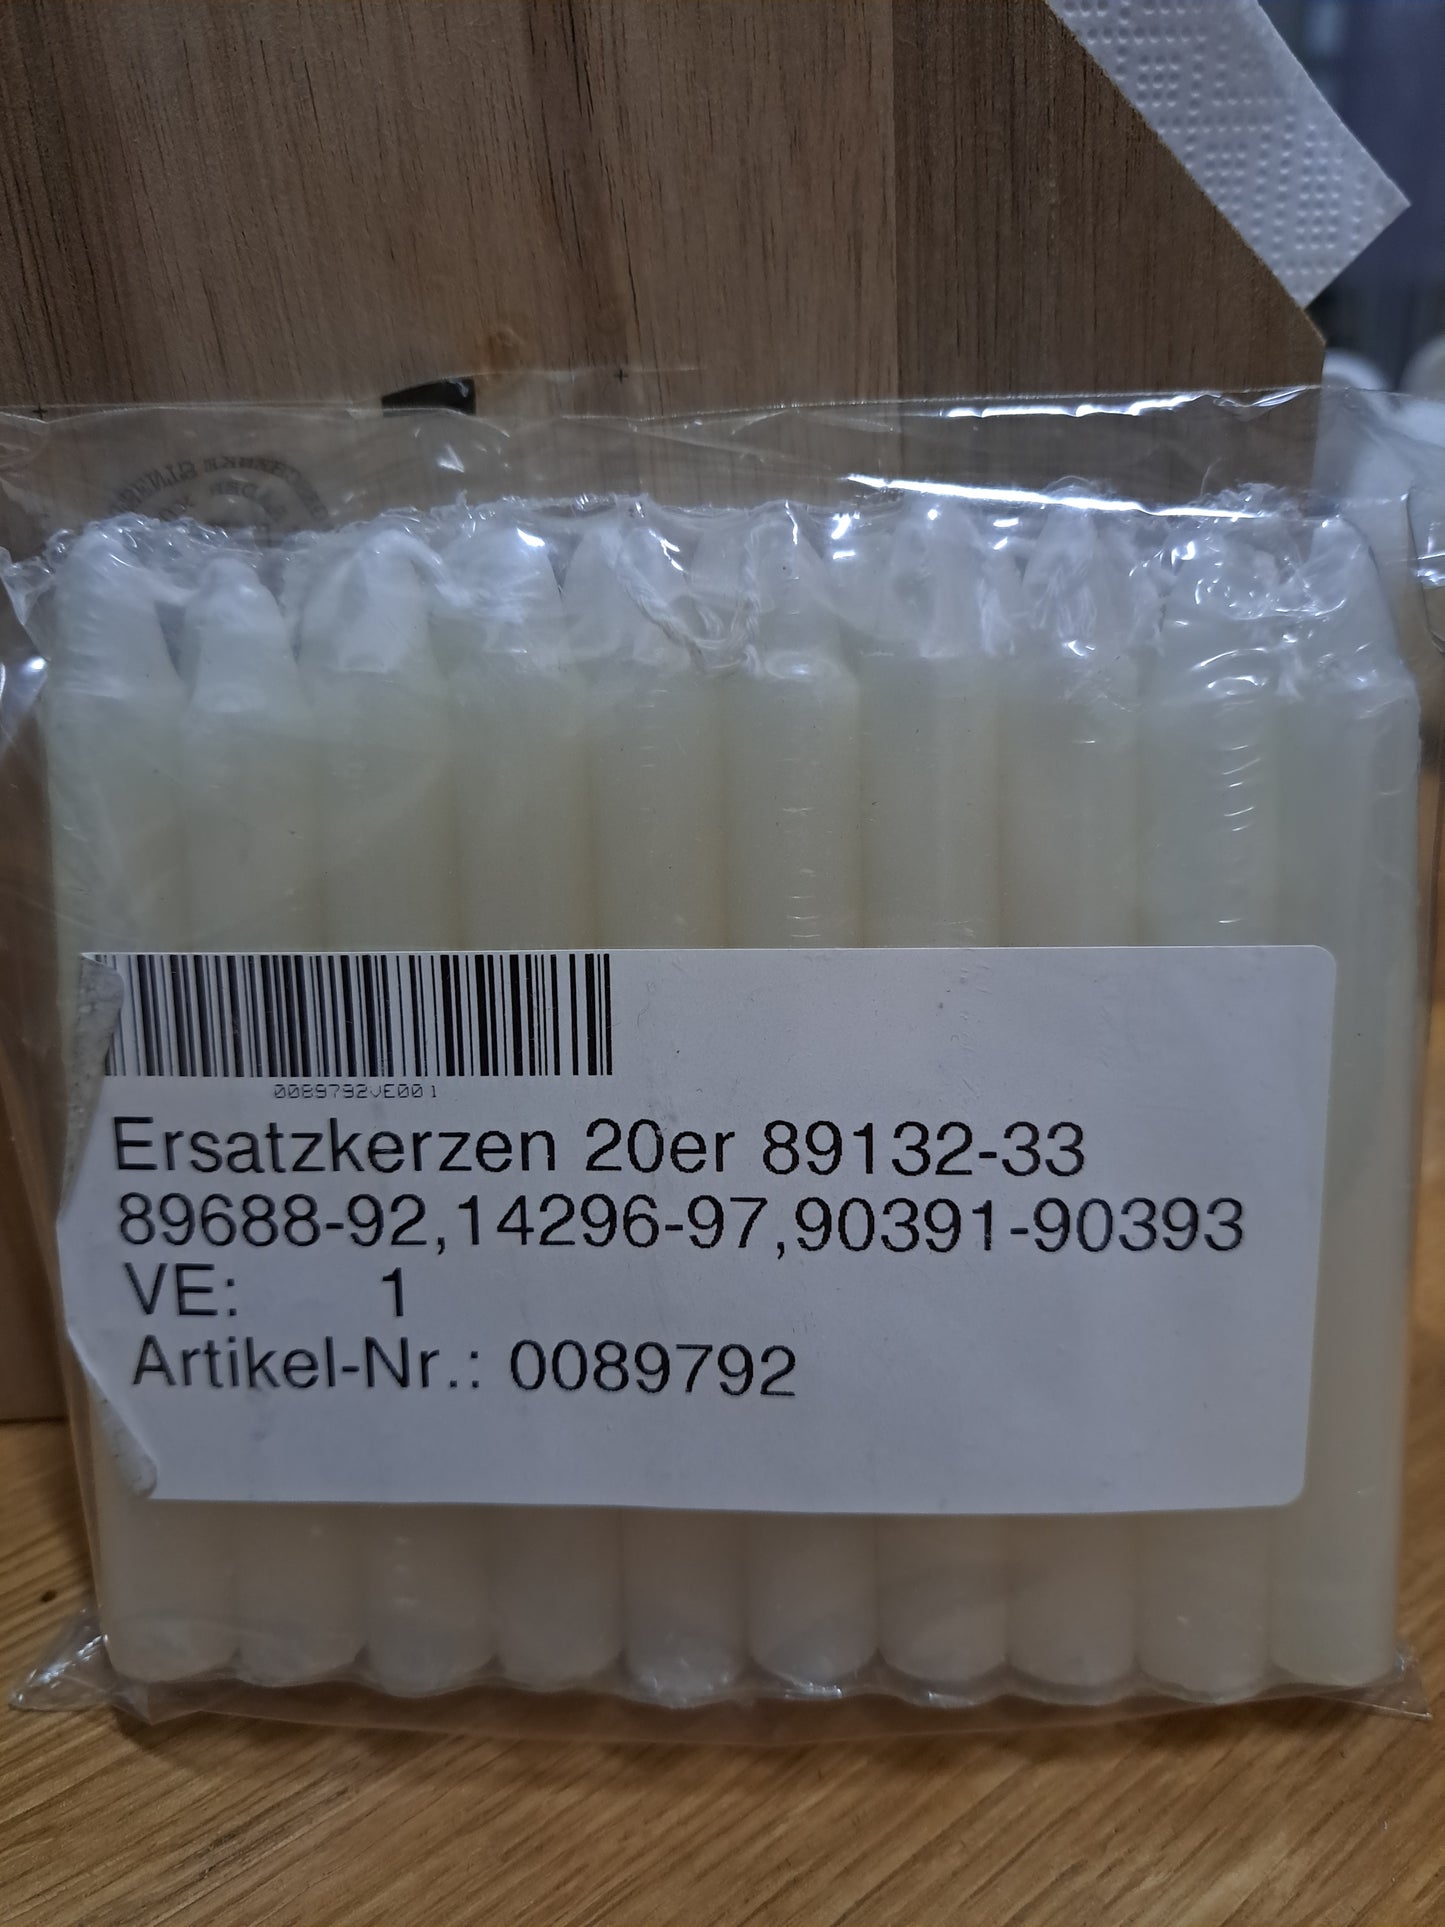 0089792VE001
Ersatzkerzen 20er 89132-33
89688-92,14296-97,90391-90393
VE: 1
Artikel-Nr.: 0089792